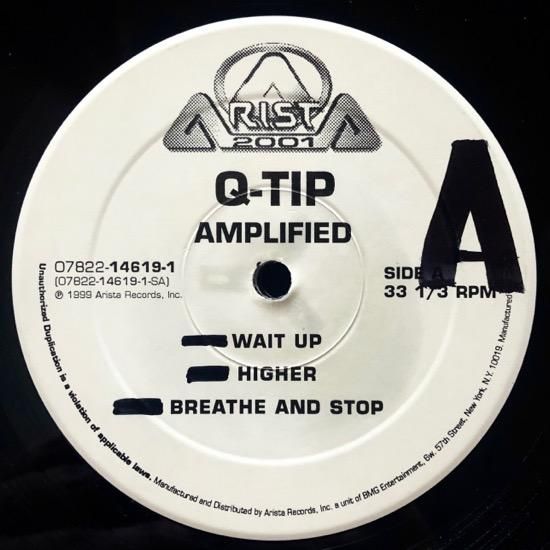 ARISTA
2001
Q-TIP
AMPLIFIED
07822-14619-1
(07822-14619-1-SA)
℗ 1999 Arista Records, Inc.
SIDE A
33 1/3 RPM
A
WAIT UP
HIGHER
BREATHE AND STOP
Unauthorized Duplication is a violation of applicable laws. Manufactured and Distributed by Arista Records, Inc. a unit of BMG Entertainment, 6w. 57th Street, New York, N.Y. 10019. Manufactured